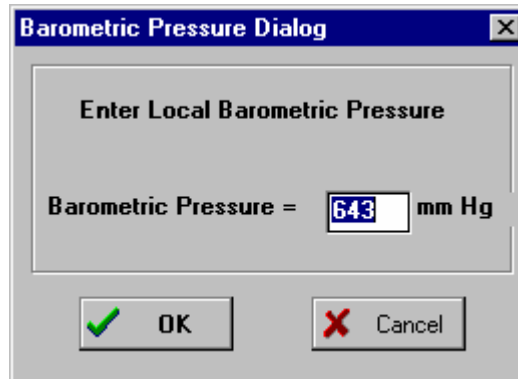 Barometric Pressure Dialog
Enter Local Barometric Pressure
Barometric Pressure = 643 mm Hg
OK Cancel